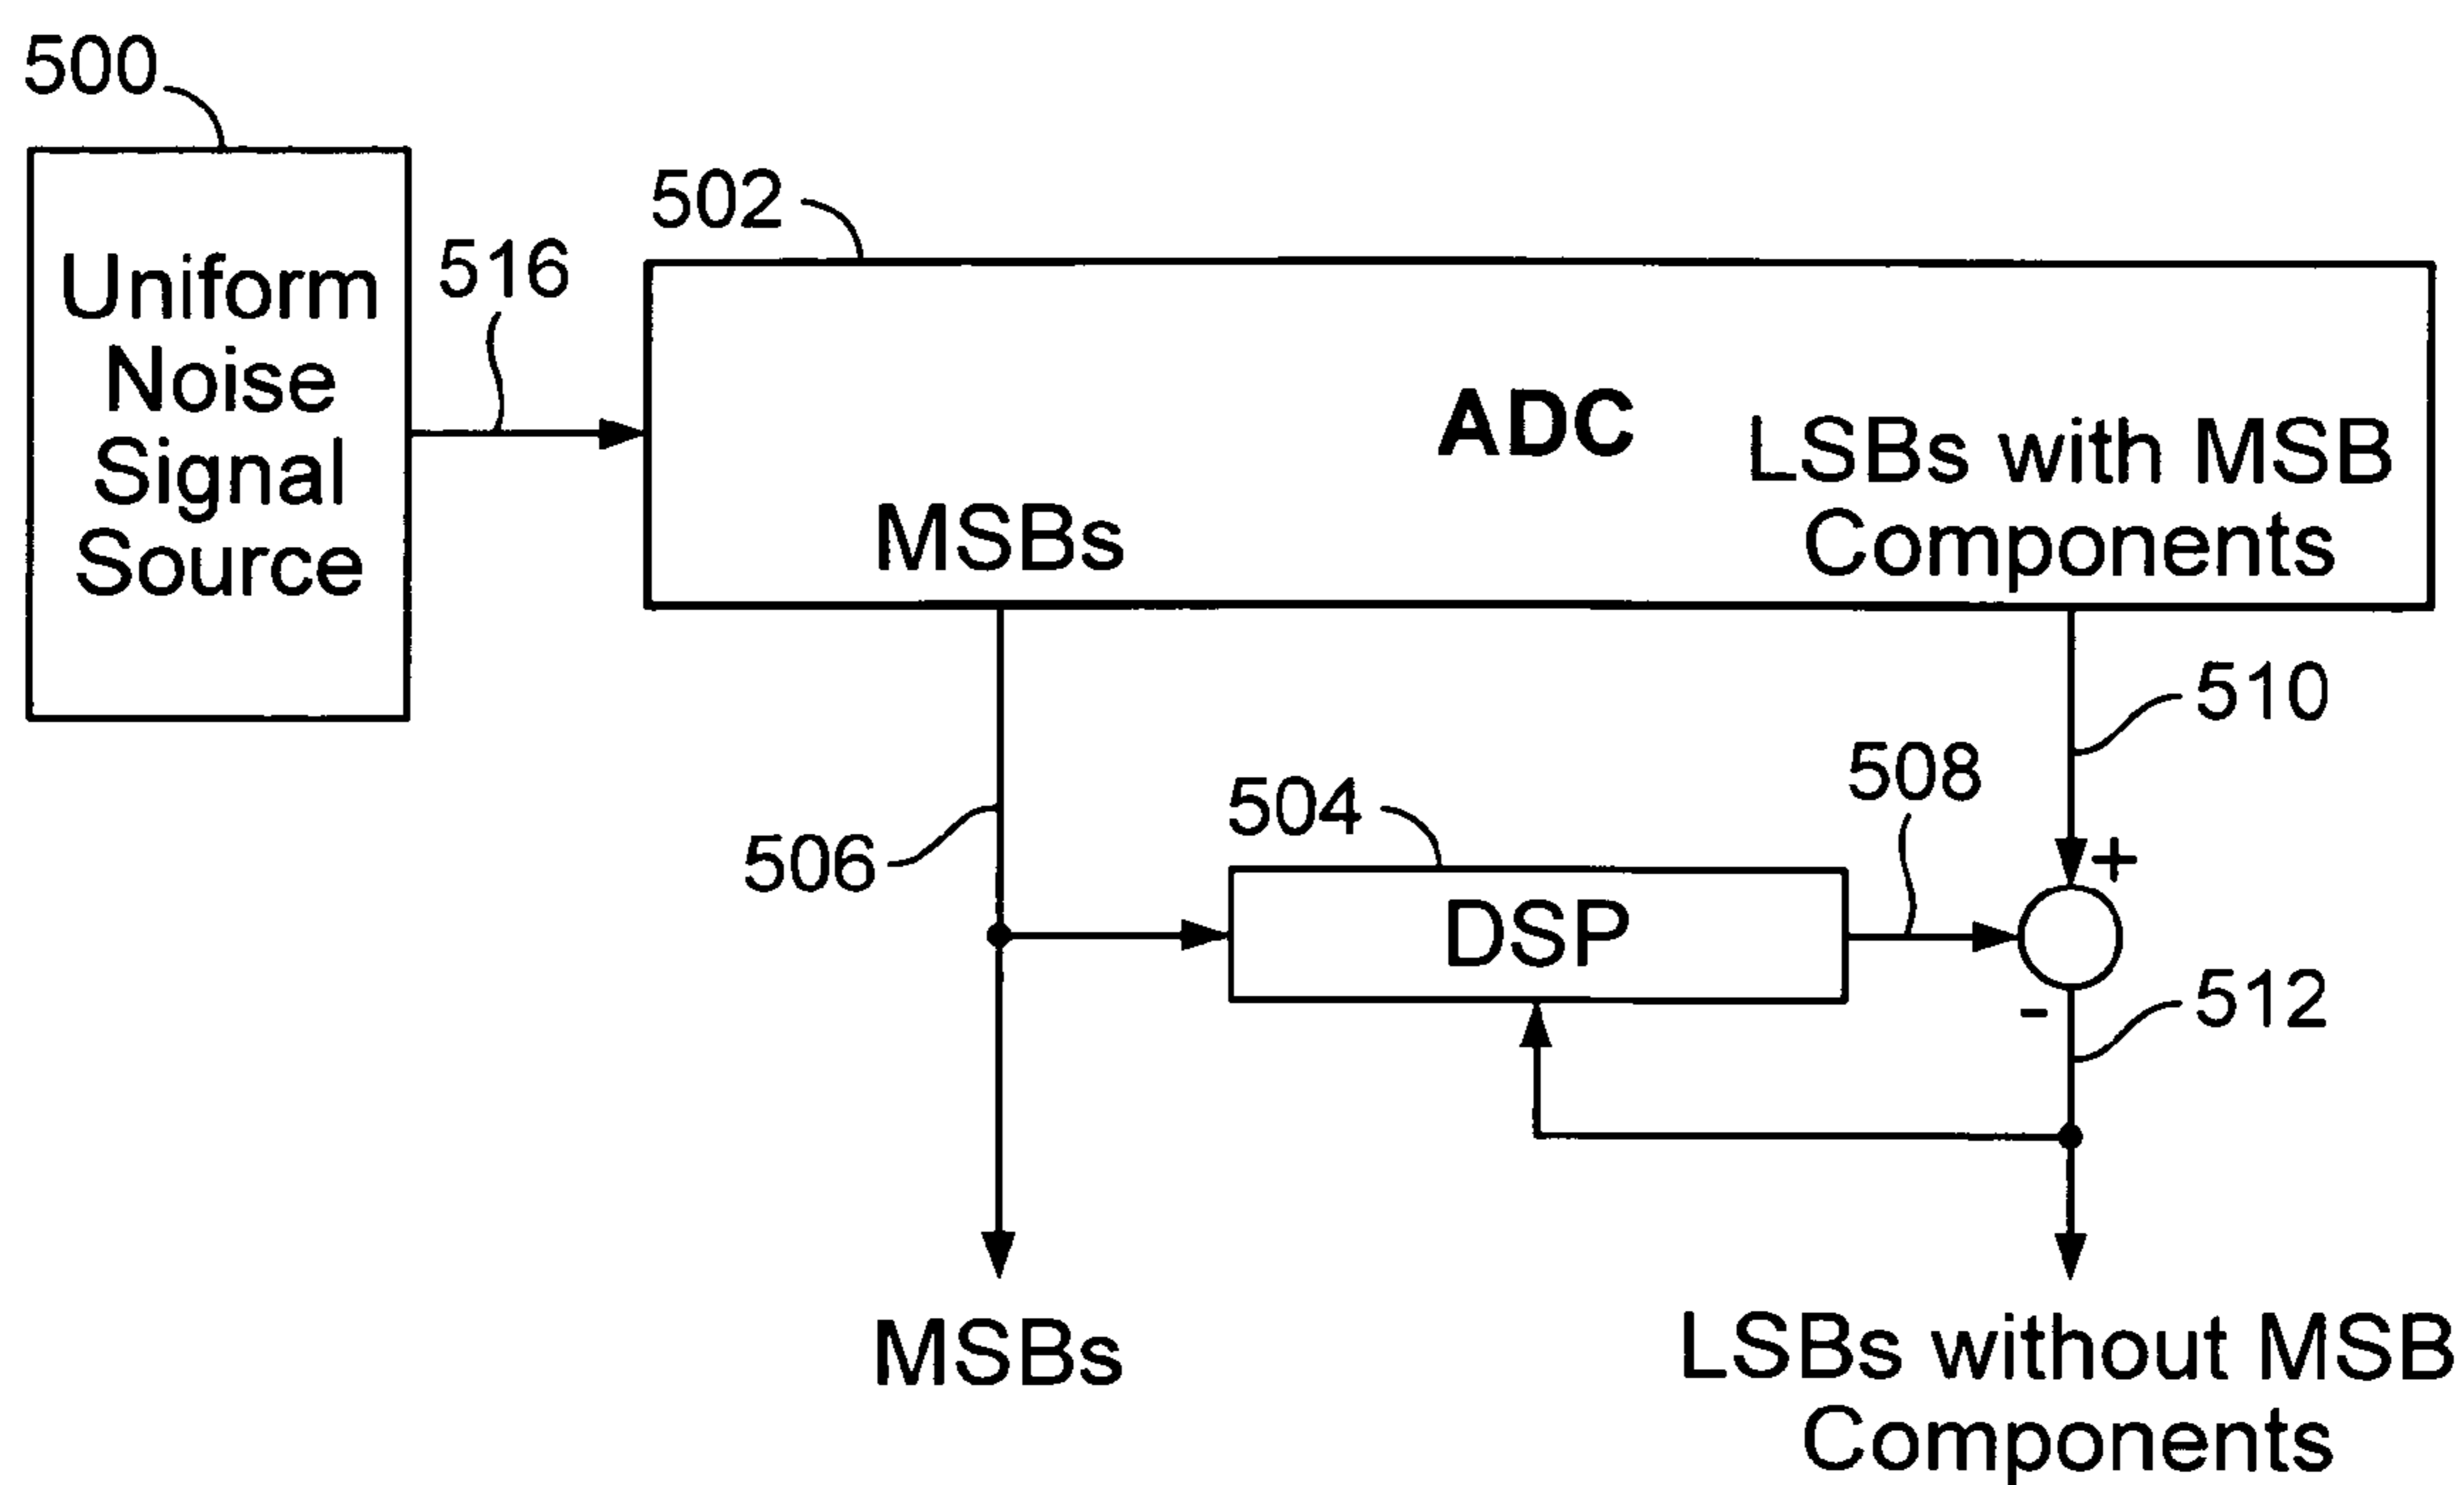 500
502
516
Uniform
Noise
Signal
Source
ADC
LSBs with MSB
Components
MSBs
510
508
504
506
+
DSP
512
-
MSBs
LSBs without MSB
Components